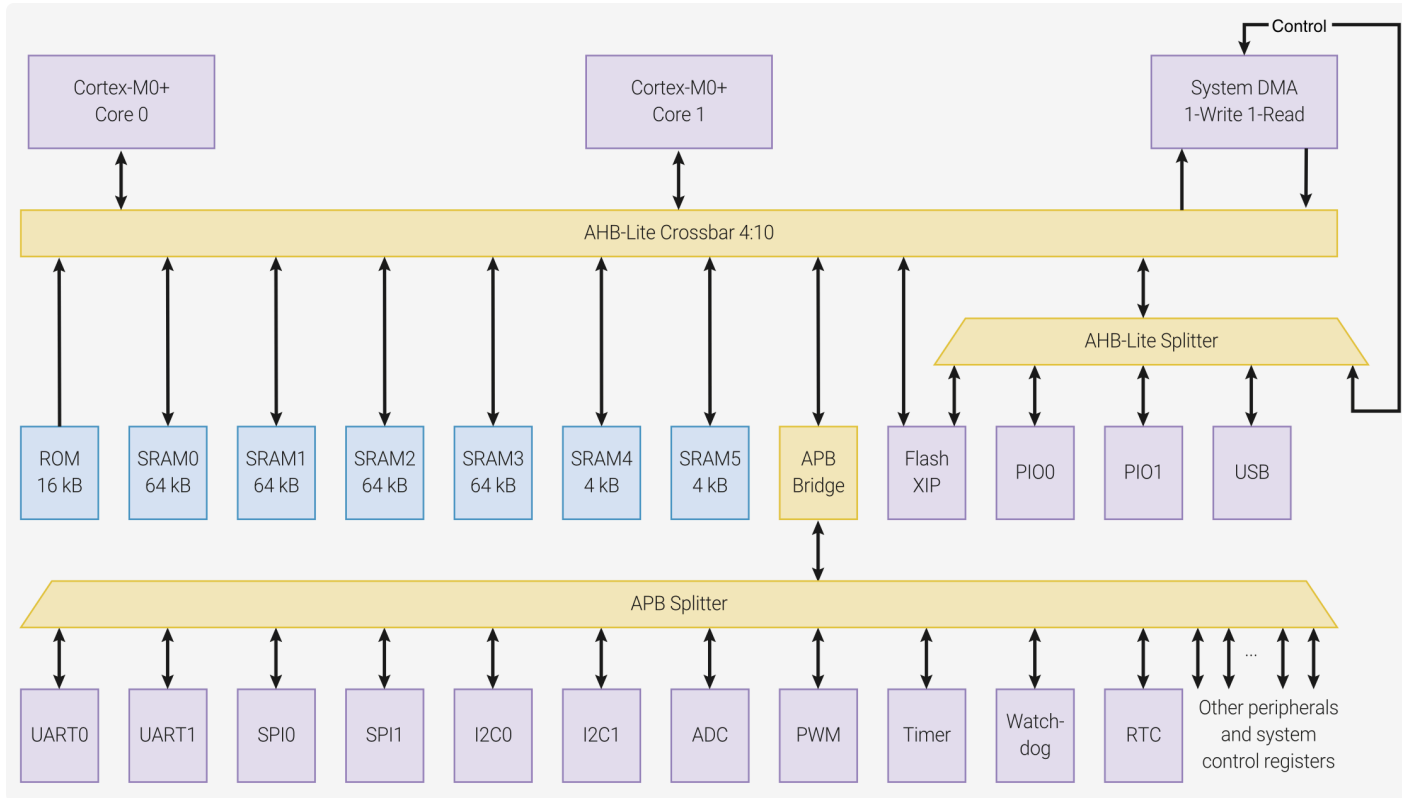 Control
Cortex-M0+
Core 0
Cortex-M0+
Core 1
System DMA
1-Write 1-Read
AHB-Lite Crossbar 4:10
AHB-Lite Splitter
ROM
16 kB
SRAM0
64 kB
SRAM1
64 kB
SRAM2
64 kB
SRAM3
64 kB
SRAM4
4 kB
SRAM5
4 kB
APB
Bridge
Flash
XIP
PIO0
PIO1
USB
APB Splitter
UART0
UART1
SPI0
SPI1
I2C0
I2C1
ADC
PWM
Timer
Watch-
dog
RTC
...
Other peripherals
and system
control registers